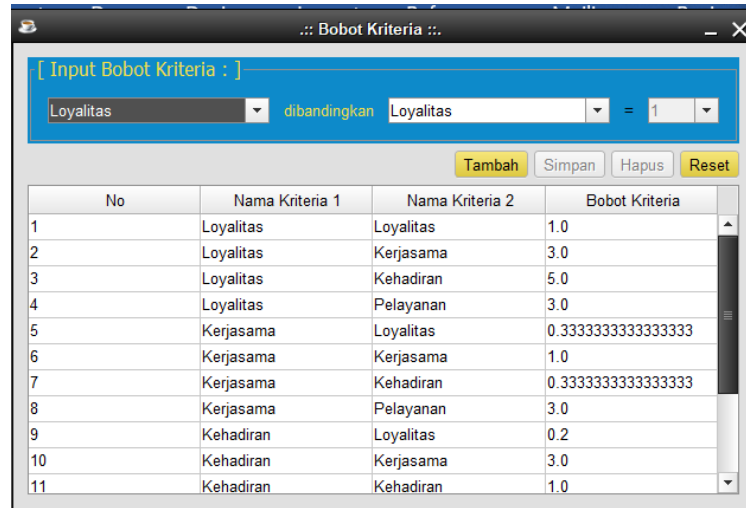 .:: Bobot Kriteria ::.
[ Input Bobot Kriteria : ]
Loyalitas dibandingkan Loyalitas = 1
Tambah Simpan Hapus Reset
No Nama Kriteria 1 Nama Kriteria 2 Bobot Kriteria
1 Loyalitas Loyalitas 1.0
2 Loyalitas Kerjasama 3.0
3 Loyalitas Kehadiran 5.0
4 Loyalitas Pelayanan 3.0
5 Kerjasama Loyalitas 0.3333333333333333
6 Kerjasama Kerjasama 1.0
7 Kerjasama Kehadiran 0.3333333333333333
8 Kerjasama Pelayanan 3.0
9 Kehadiran Loyalitas 0.2
10 Kehadiran Kerjasama 3.0
11 Kehadiran Kehadiran 1.0